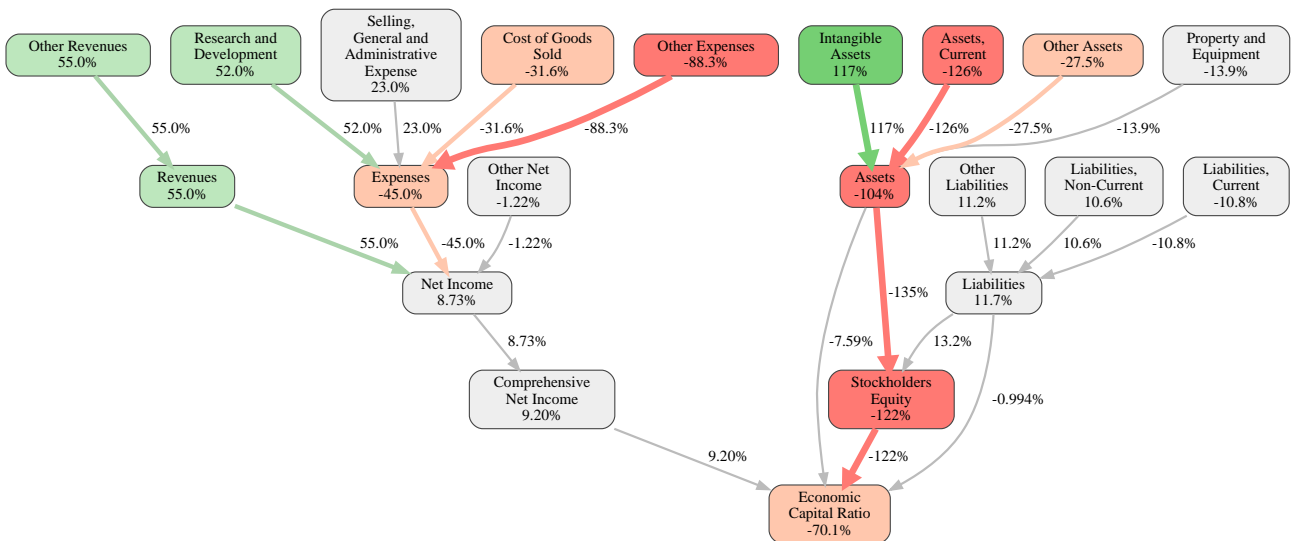 Other Revenues
55.0%
Research and
Development
52.0%
Selling,
General and
Administrative
Expense
23.0%
Cost of Goods
Sold
-31.6%
Other Expenses
-88.3%
Intangible
Assets
117%
Assets,
Current
-126%
Other Assets
-27.5%
Property and
Equipment
-13.9%
55.0%
52.0%
23.0%
-31.6%
-88.3%
117%
-126%
-27.5%
-13.9%
Revenues
55.0%
Expenses
-45.0%
Other Net
Income
-1.22%
Assets
-104%
Other
Liabilities
11.2%
Liabilities,
Non-Current
10.6%
Liabilities,
Current
-10.8%
55.0%
-45.0%
-1.22%
11.2%
10.6%
-10.8%
Net Income
8.73%
-135%
Liabilities
11.7%
8.73%
-7.59%
13.2%
Comprehensive
Net Income
9.20%
Stockholders
Equity
-122%
-0.994%
9.20%
-122%
Economic
Capital Ratio
-70.1%